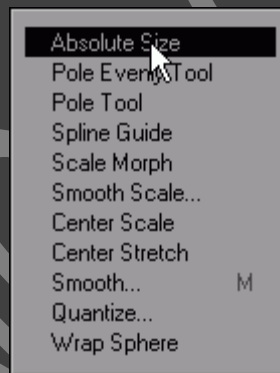 Absolute Size
Pole Evenly Tool
Pole Tool
Spline Guide
Scale Morph
Smooth Scale...
Center Scale
Center Stretch
Smooth... M
Quantize...
Wrap Sphere